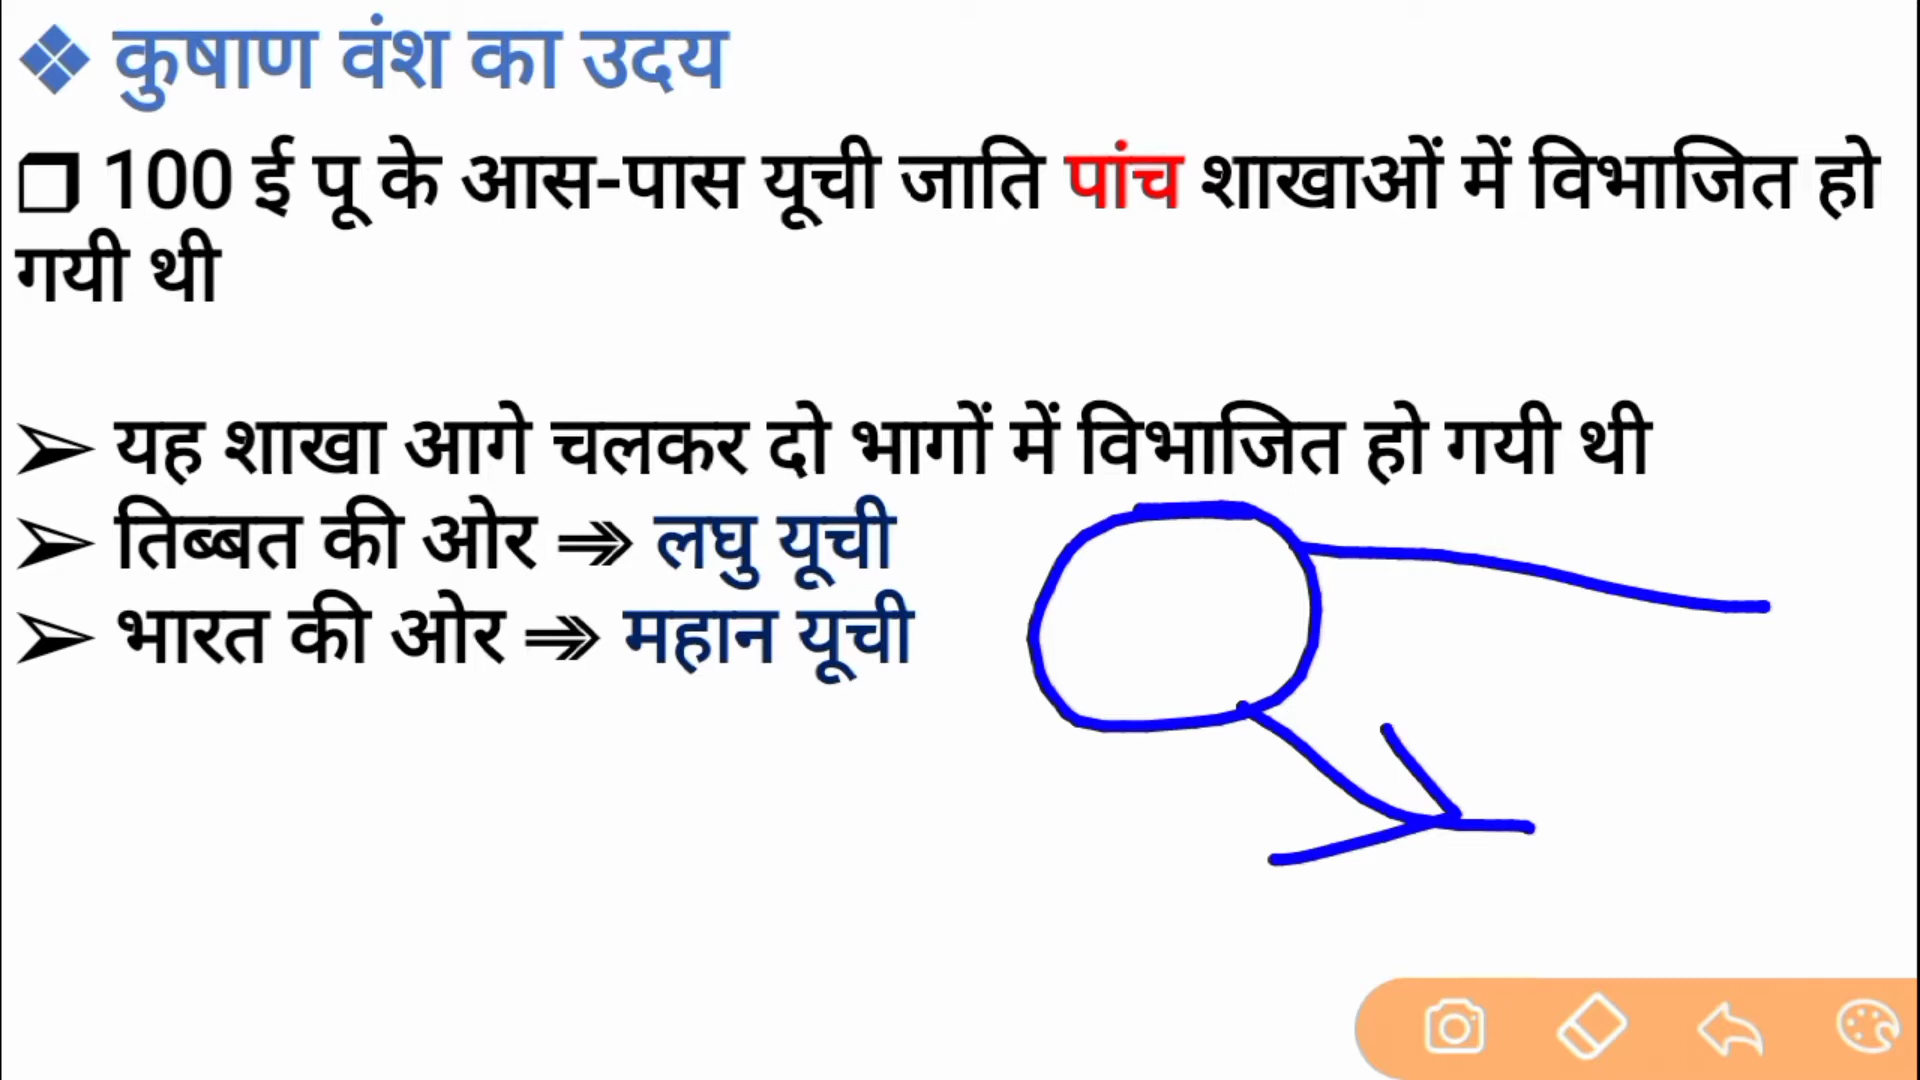 ❖ कुषाण वंश का उदय
❒ 100 ई पू के आस-पास यूची जाति पांच शाखाओं में विभाजित हो
गयी थी
➢ यह शाखा आगे चलकर दो भागों में विभाजित हो गयी थी
➢ तिब्बत की ओर ⇛ लघु यूची
➢ भारत की ओर ⇛ महान यूची